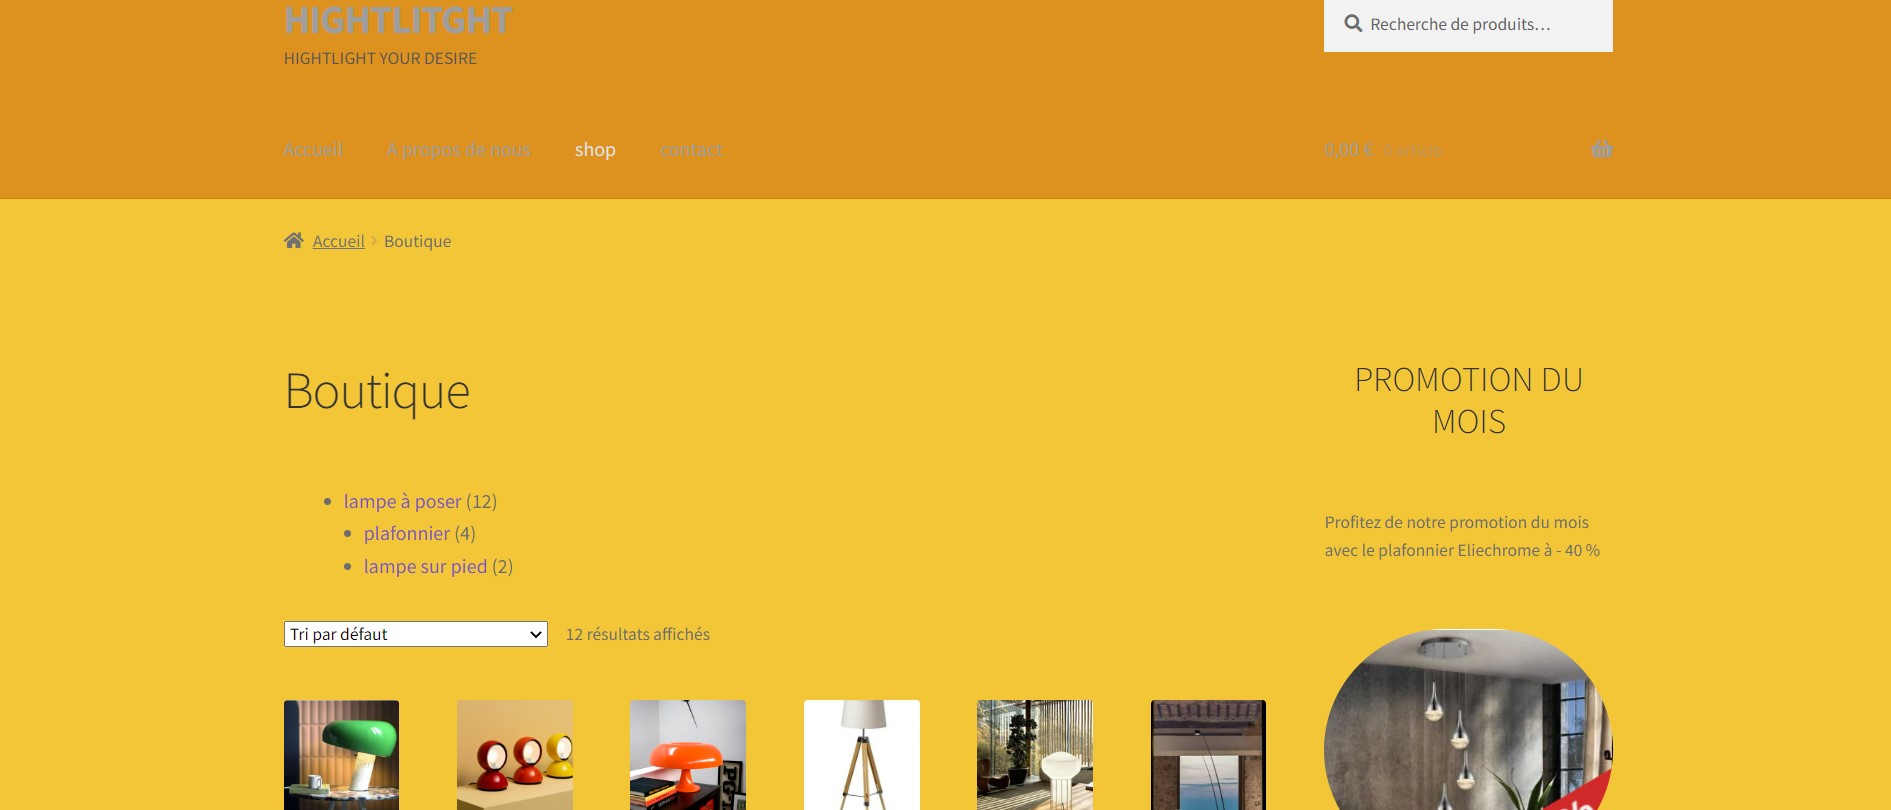 HIGHTLITGHT
HIGHTLIGHT YOUR DESIRE
Recherche de produits…
Accueil A propos de nous shop contact
0,00 €
Accueil Boutique
Boutique
PROMOTION DU
MOIS
lampe à poser (12)
plafonnier (4)
lampe sur pied (2)
Profitez de notre promotion du mois
avec le plafonnier Eliechrome à - 40 %
Tri par défaut 12 résultats affichés